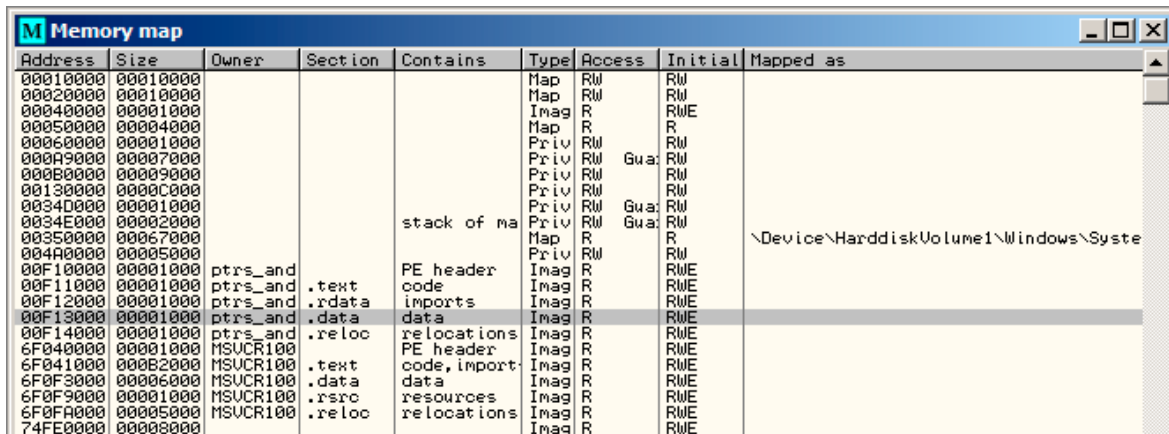 M Memory map
Address Size Owner Section Contains Type Access Initial Mapped as
00010000 00010000 Map RW RW
00020000 00010000 Map RW RW
00040000 00001000 Imag R RWE
00050000 00004000 Map R R
00060000 00001000 Priv RW RW
000A9000 00007000 Priv RW Gua: RW
000B0000 00009000 Priv RW RW
00130000 0000C000 Priv RW RW
0034D000 00001000 Priv RW Gua: RW
0034E000 00002000 stack of ma Priv RW Gua: RW
00350000 00067000 Map R R \Device\HarddiskVolume1\Windows\Syste
004A0000 00005000 Priv RW RW
00F10000 00001000 ptrs_and PE header Imag R RWE
00F11000 00001000 ptrs_and .text code Imag R RWE
00F12000 00001000 ptrs_and .rdata imports Imag R RWE
00F13000 00001000 ptrs_and .data data Imag R RWE
00F14000 00001000 ptrs_and .reloc relocations Imag R RWE
6F040000 00001000 MSVCR100 PE header Imag R RWE
6F041000 000B2000 MSVCR100 .text code,import Imag R RWE
6F0F3000 00006000 MSVCR100 .data data Imag R RWE
6F0F9000 00001000 MSVCR100 .rsrc resources Imag R RWE
6F0FA000 00005000 MSVCR100 .reloc relocations Imag R RWE
74FE0000 00008000 Imag R RWE